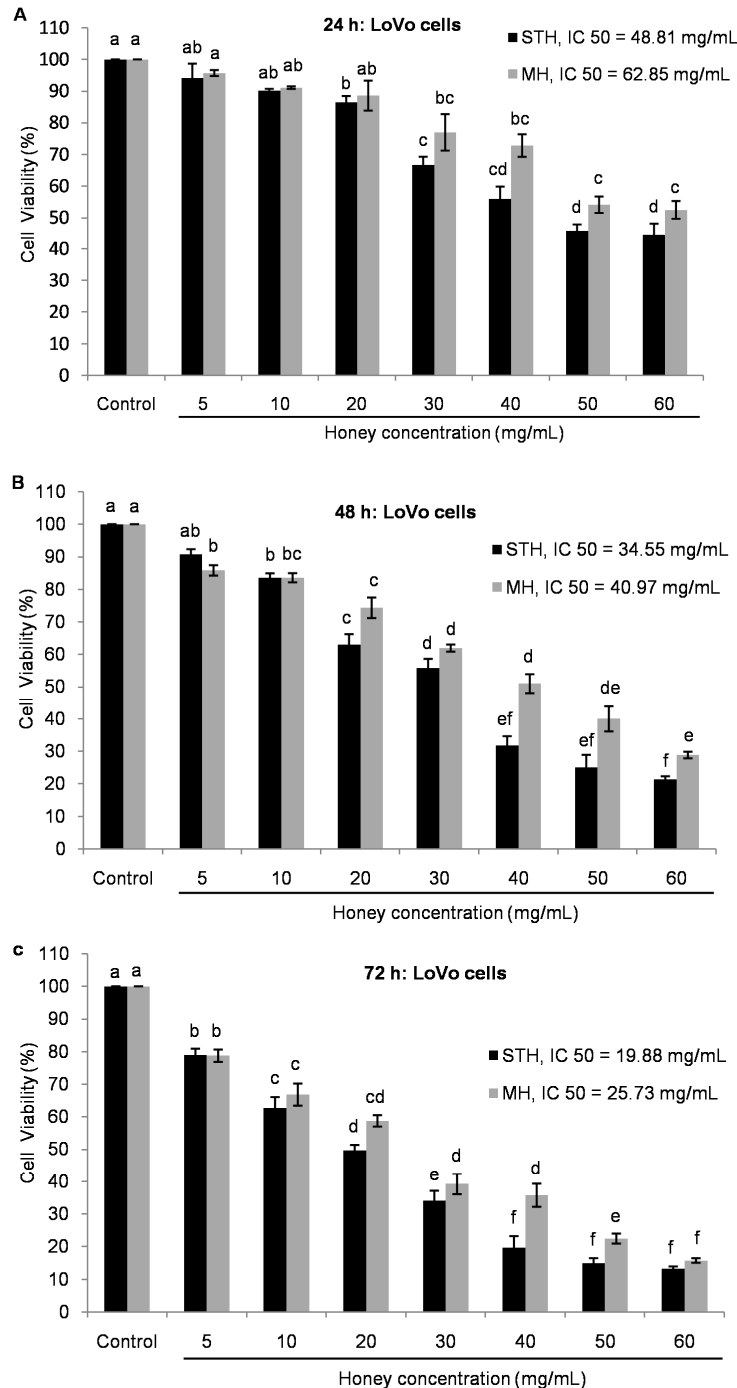 A
24 h: LoVo cells
STH, IC 50 = 48.81 mg/mL
MH, IC 50 = 62.85 mg/mL
Cell Viability (%)
110
100
90
80
70
60
50
40
30
20
10
0
a a ab a ab ab b ab c bc cd bc d c d c
Control 5 10 20 30 40 50 60
Honey concentration (mg/mL)
B
48 h: LoVo cells
STH, IC 50 = 34.55 mg/mL
MH, IC 50 = 40.97 mg/mL
Cell Viability (%)
110
100
90
80
70
60
50
40
30
20
10
0
a a ab b b bc c c d d ef d ef de f e
Control 5 10 20 30 40 50 60
Honey concentration (mg/mL)
c
72 h: LoVo cells
STH, IC 50 = 19.88 mg/mL
MH, IC 50 = 25.73 mg/mL
Cell Viability (%)
110
100
90
80
70
60
50
40
30
20
10
0
a a b b c c d cd e d f d f e f f
Control 5 10 20 30 40 50 60
Honey concentration (mg/mL)